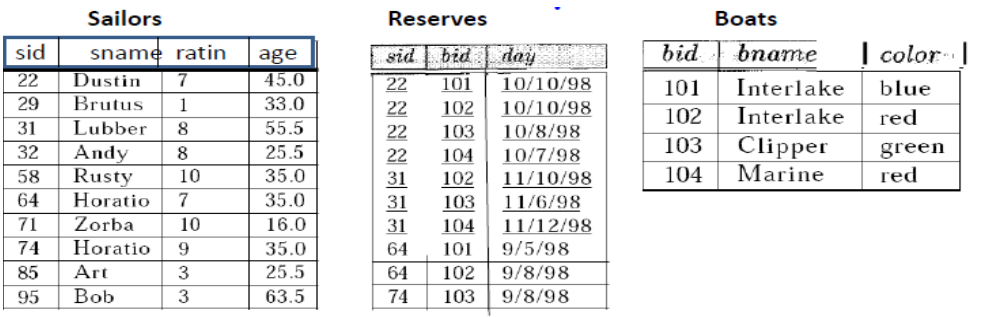 Sailors
sid sname ratin age
22 Dustin 7 45.0
29 Brutus 1 33.0
31 Lubber 8 55.5
32 Andy 8 25.5
58 Rusty 10 35.0
64 Horatio 7 35.0
71 Zorba 10 16.0
74 Horatio 9 35.0
85 Art 3 25.5
95 Bob 3 63.5
Reserves
sid bid day
22 101 10/10/98
22 102 10/10/98
22 103 10/8/98
22 104 10/7/98
31 102 11/10/98
31 103 11/6/98
31 104 11/12/98
64 101 9/5/98
64 102 9/8/98
74 103 9/8/98
Boats
bid bname color
101 Interlake blue
102 Interlake red
103 Clipper green
104 Marine red